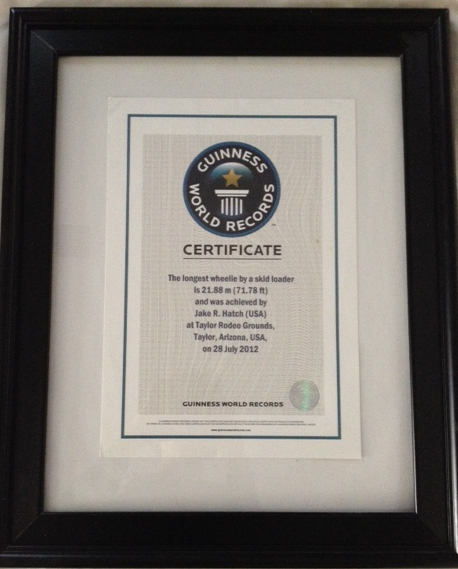 GUINNESS
WORLD RECORDS
CERTIFICATE
The longest wheelie by a skid loader
is 21.88 m (71.78 ft)
and was achieved by
Jake R. Hatch (USA)
at Taylor Rodeo Grounds,
Taylor, Arizona, USA,
on 28 July 2012
GUINNESS WORLD RECORDS